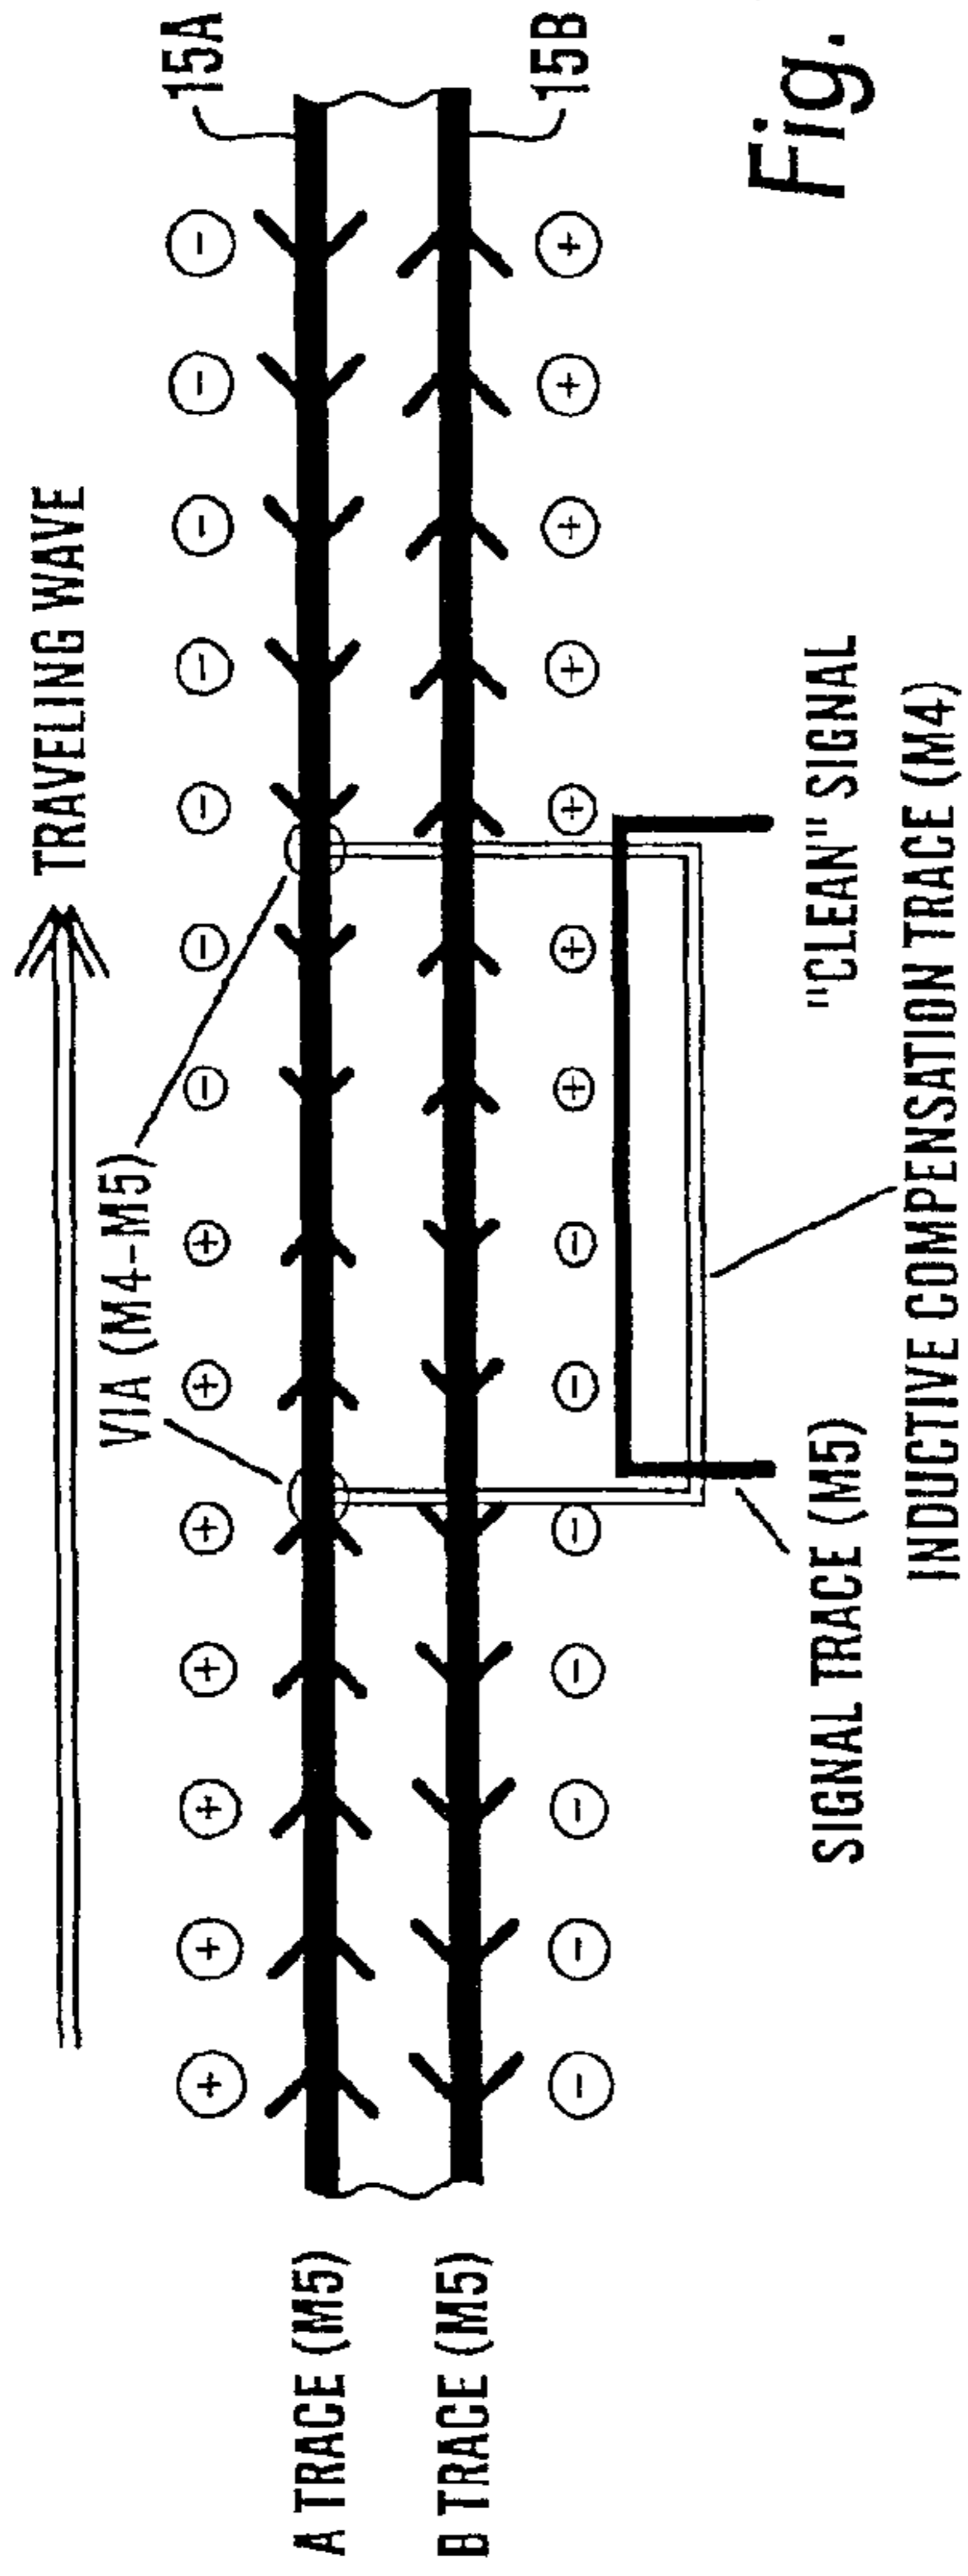 TRAVELING WAVE
VIA (M4-M5)
15A
A TRACE (M5)
B TRACE (M5)
15B
+ + + + + + + - - - - - - -
- - - - - - - + + + + + + +
SIGNAL TRACE (M5)
"CLEAN" SIGNAL
INDUCTIVE COMPENSATION TRACE (M4)
Fig.